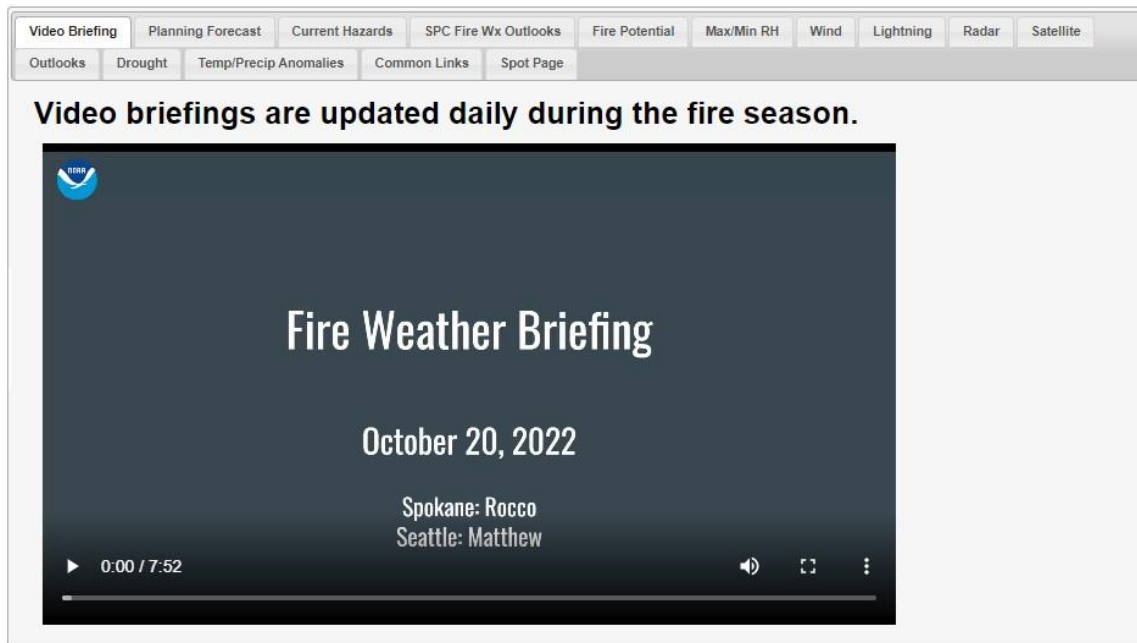 Video Briefing Planning Forecast Current Hazards SPC Fire Wx Outlooks Fire Potential Max/Min RH Wind Lightning Radar Satellite
Outlooks Drought Temp/Precip Anomalies Common Links Spot Page
Video briefings are updated daily during the fire season.
NOAA
Fire Weather Briefing
October 20, 2022
Spokane: Rocco
Seattle: Matthew
0:00 / 7:52